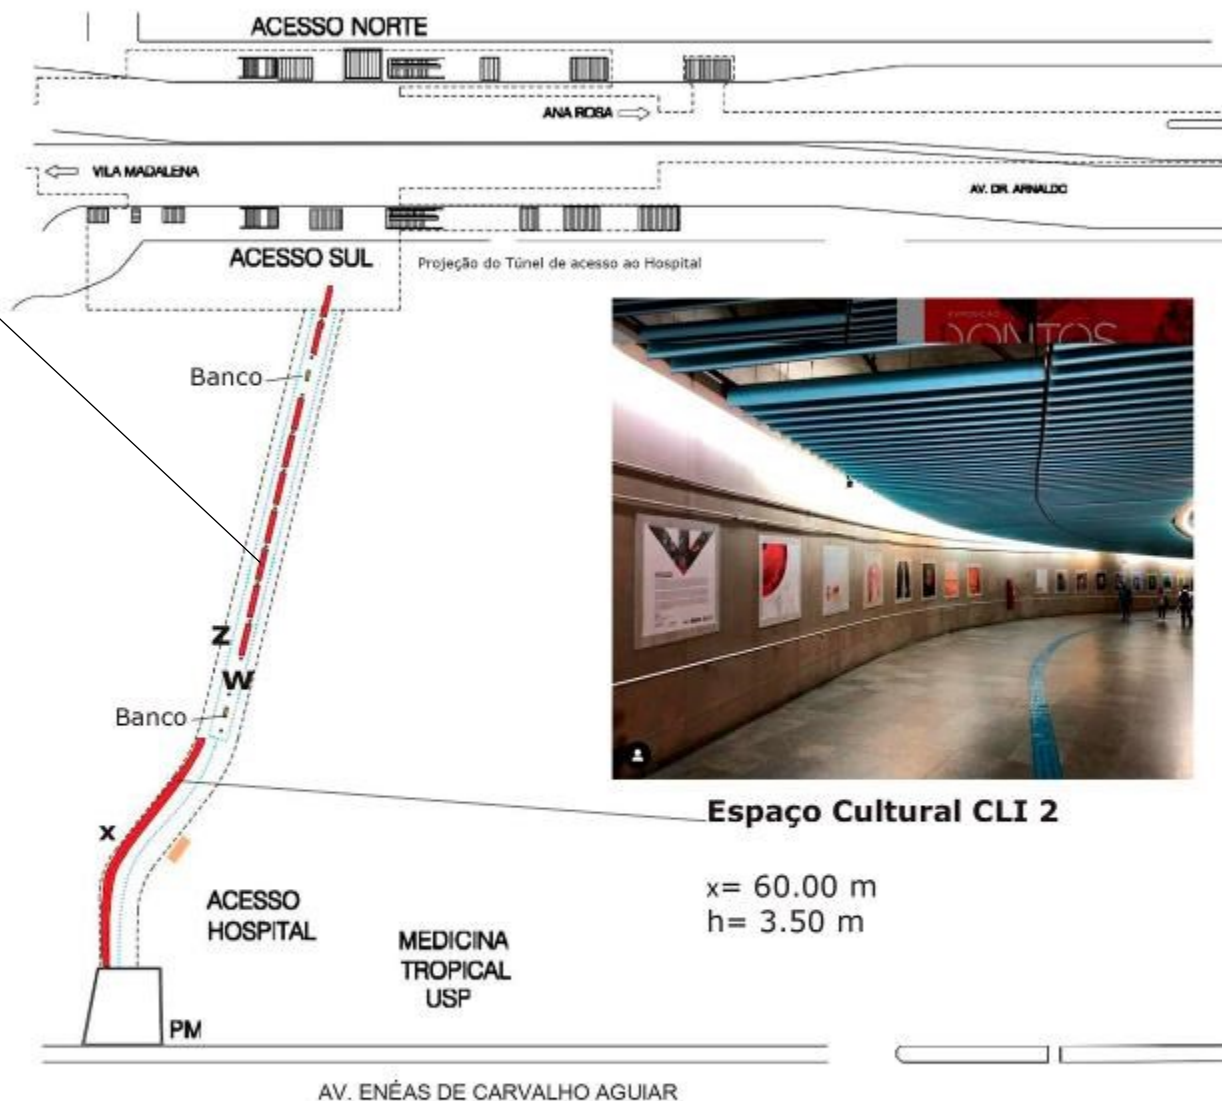 ACESSO NORTE
ANA ROSA
VILA MADALENA
AV. DR. ARNALDO
ACESSO SUL
Projeção do Túnel de acesso ao Hospital
EXPOSIÇÃO
PONTOS
Banco
Z
W
Banco
Espaço Cultural CLI 2
x
x= 60.00 m
h= 3.50 m
ACESSO
HOSPITAL
MEDICINA
TROPICAL
USP
PM
AV. ENÉAS DE CARVALHO AGUIAR